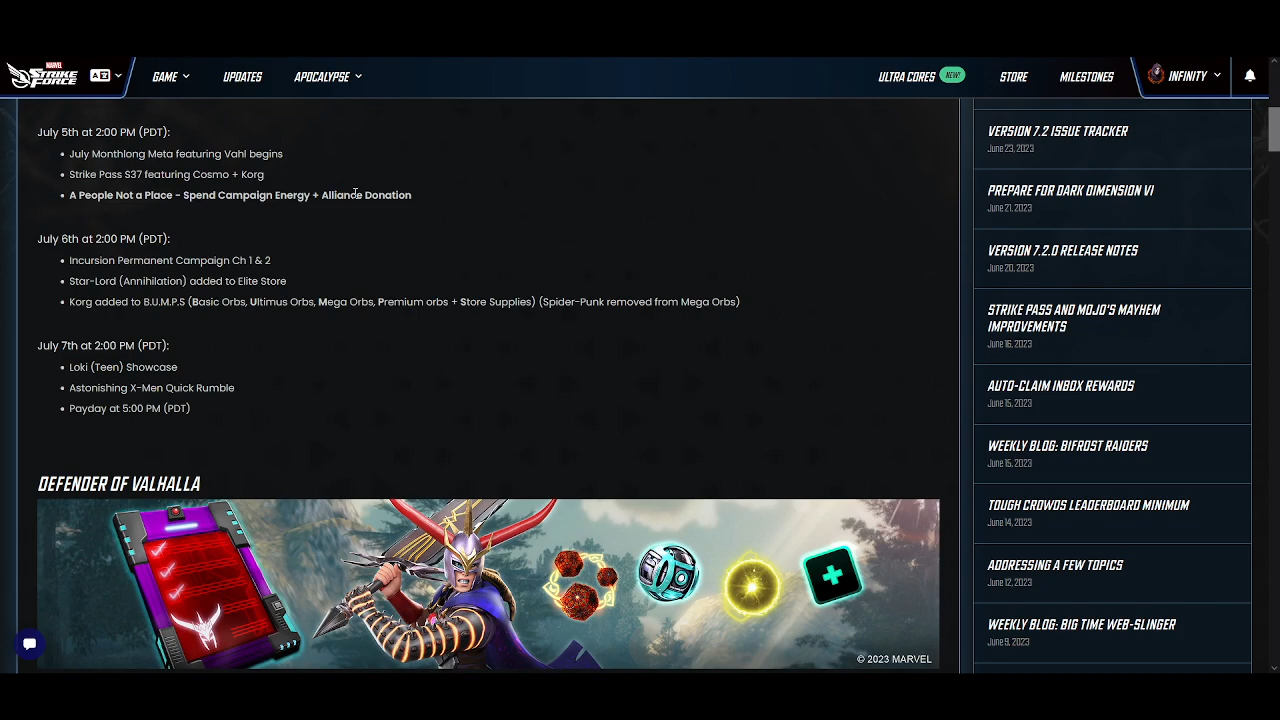 MARVEL
STRIKE
FORCE
GAME
UPDATES
APOCALYPSE
ULTRA CORES
NEW!
STORE
MILESTONES
INFINITY
July 5th at 2:00 PM (PDT):
• July Monthlong Meta featuring Vahl begins
• Strike Pass S37 featuring Cosmo + Korg
• A People Not a Place - Spend Campaign Energy + Alliance Donation
July 6th at 2:00 PM (PDT):
• Incursion Permanent Campaign Ch 1 & 2
• Star-Lord (Annihilation) added to Elite Store
• Korg added to B.U.M.P.S (Basic Orbs, Ultimus Orbs, Mega Orbs, Premium orbs + Store Supplies) (Spider-Punk removed from Mega Orbs)
July 7th at 2:00 PM (PDT):
• Loki (Teen) Showcase
• Astonishing X-Men Quick Rumble
• Payday at 5:00 PM (PDT)
DEFENDER OF VALHALLA
© 2023 MARVEL
VERSION 7.2 ISSUE TRACKER
June 23, 2023
PREPARE FOR DARK DIMENSION VI
June 21, 2023
VERSION 7.2.0 RELEASE NOTES
June 20, 2023
STRIKE PASS AND MOJO'S MAYHEM
IMPROVEMENTS
June 16, 2023
AUTO-CLAIM INBOX REWARDS
June 15, 2023
WEEKLY BLOG: BIFROST RAIDERS
June 15, 2023
TOUGH CROWDS LEADERBOARD MINIMUM
June 14, 2023
ADDRESSING A FEW TOPICS
June 12, 2023
WEEKLY BLOG: BIG TIME WEB-SLINGER
June 9, 2023